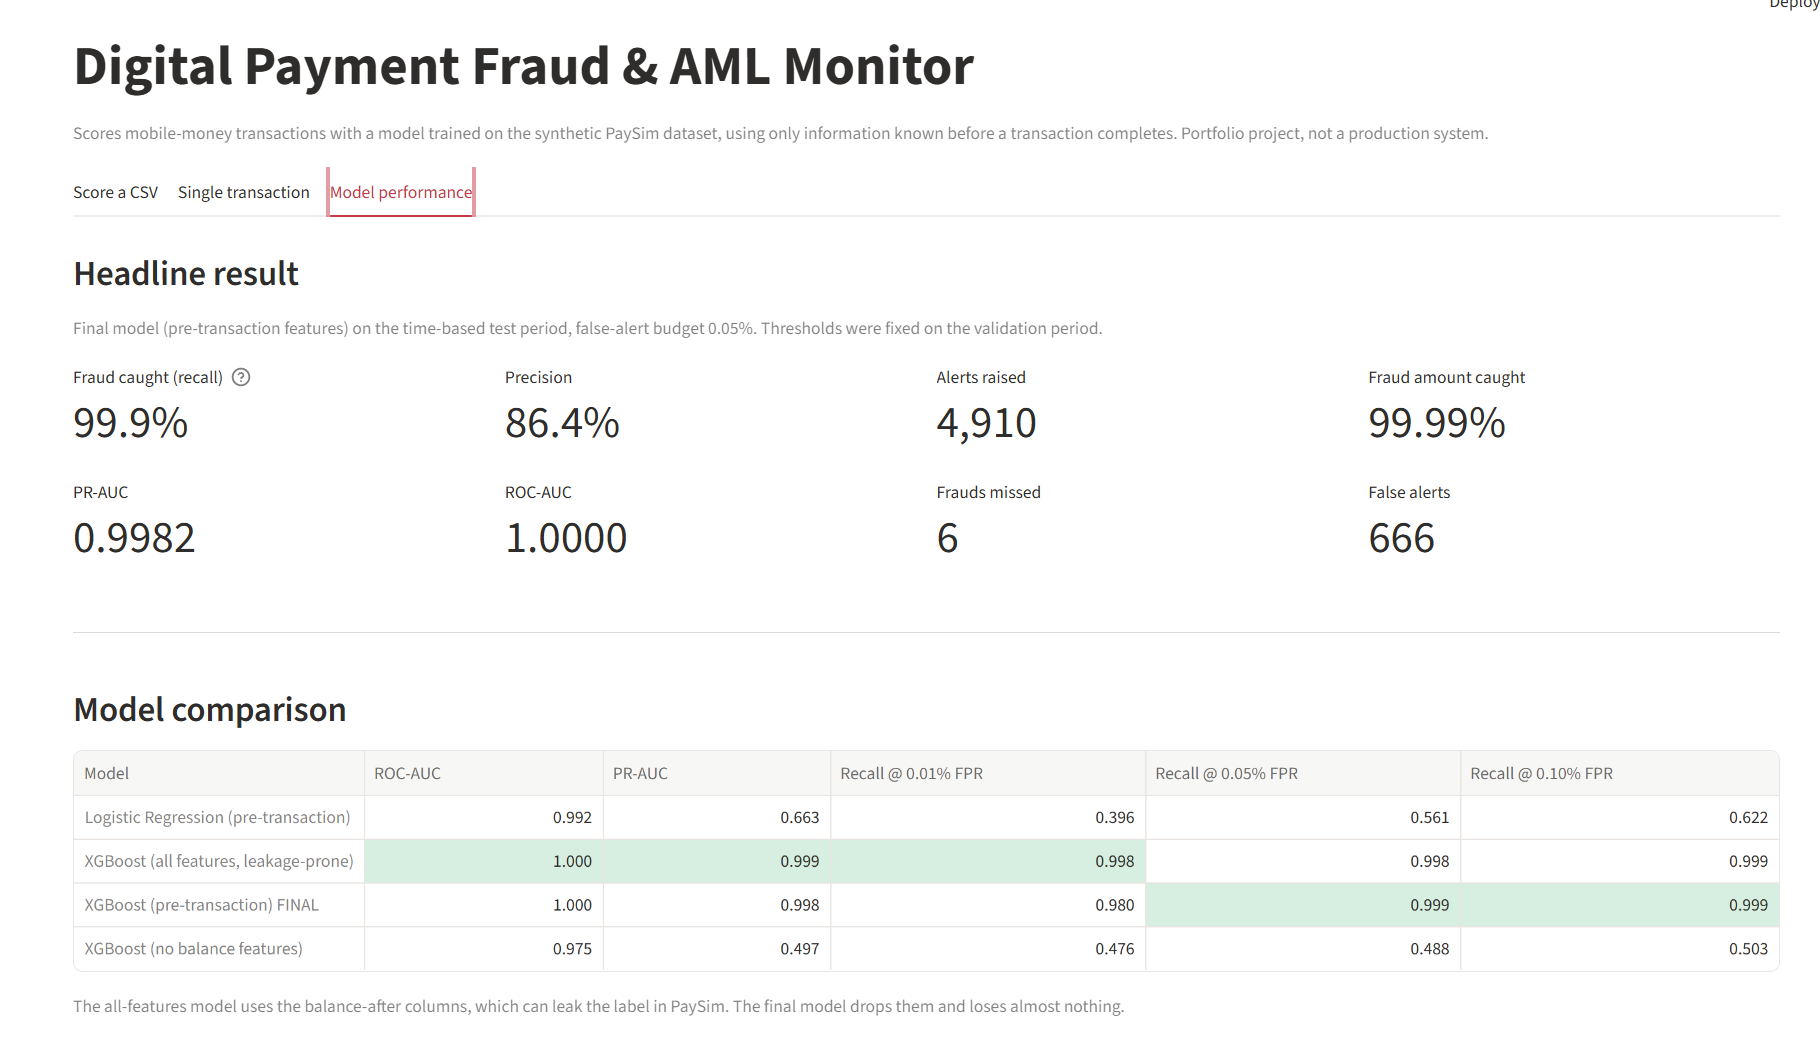 Deploy
Digital Payment Fraud & AML Monitor
Scores mobile-money transactions with a model trained on the synthetic PaySim dataset, using only information known before a transaction completes. Portfolio project, not a production system.
Score a CSV Single transaction Model performance
Headline result
Final model (pre-transaction features) on the time-based test period, false-alert budget 0.05%. Thresholds were fixed on the validation period.
Fraud caught (recall) Precision Alerts raised Fraud amount caught
99.9% 86.4% 4,910 99.99%
PR-AUC ROC-AUC Frauds missed False alerts
0.9982 1.0000 6 666
Model comparison
Model ROC-AUC PR-AUC Recall @ 0.01% FPR Recall @ 0.05% FPR Recall @ 0.10% FPR
Logistic Regression (pre-transaction) 0.992 0.663 0.396 0.561 0.622
XGBoost (all features, leakage-prone) 1.000 0.999 0.998 0.998 0.999
XGBoost (pre-transaction) FINAL 1.000 0.998 0.980 0.999 0.999
XGBoost (no balance features) 0.975 0.497 0.476 0.488 0.503
The all-features model uses the balance-after columns, which can leak the label in PaySim. The final model drops them and loses almost nothing.